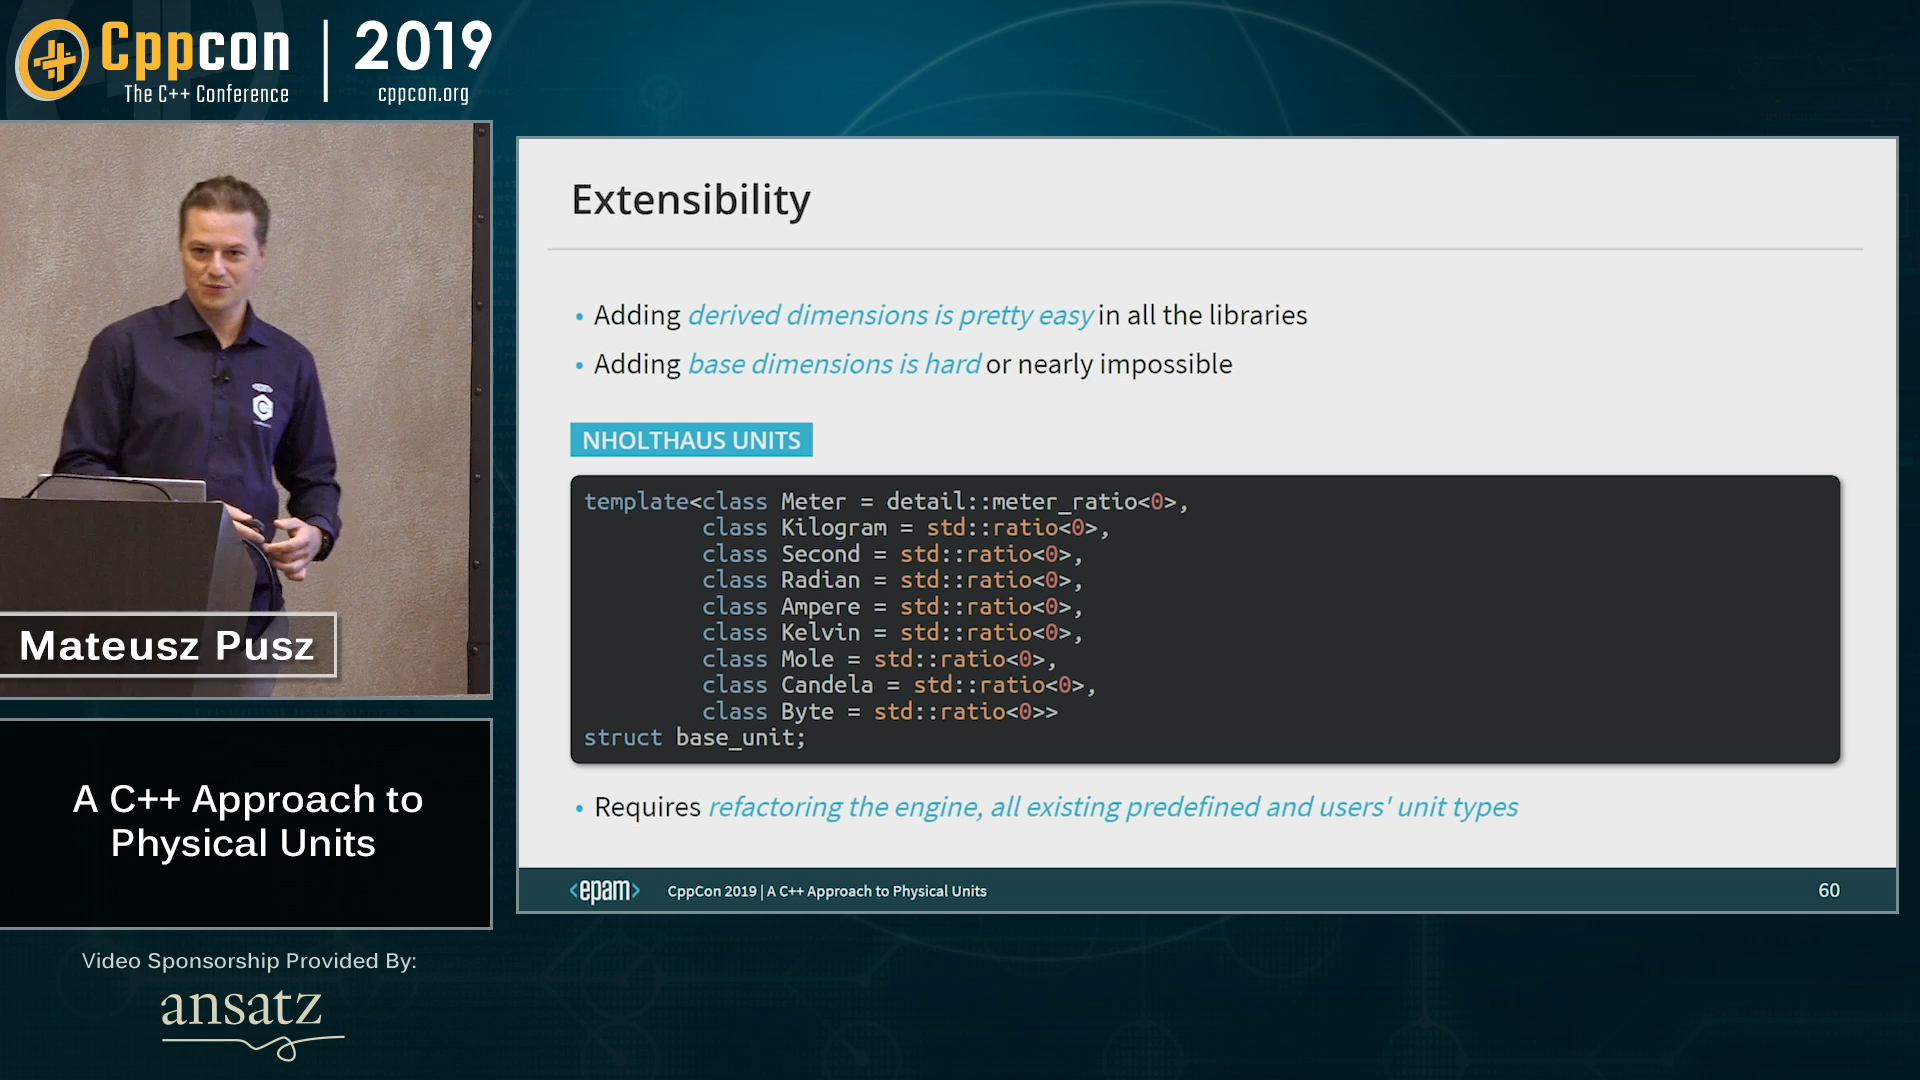 Cppcon
The C++ Conference
2019
cppcon.org
Mateusz Pusz
A C++ Approach to
Physical Units
Video Sponsorship Provided By:
ansatz
Extensibility
• Adding derived dimensions is pretty easy in all the libraries
• Adding base dimensions is hard or nearly impossible
NHOLTHAUS UNITS
template<class Meter = detail::meter_ratio<0>,
class Kilogram = std::ratio<0>,
class Second = std::ratio<0>,
class Radian = std::ratio<0>,
class Ampere = std::ratio<0>,
class Kelvin = std::ratio<0>,
class Mole = std::ratio<0>,
class Candela = std::ratio<0>,
class Byte = std::ratio<0>>
struct base_unit;
• Requires refactoring the engine, all existing predefined and users' unit types
<epam> CppCon 2019 | A C++ Approach to Physical Units 60